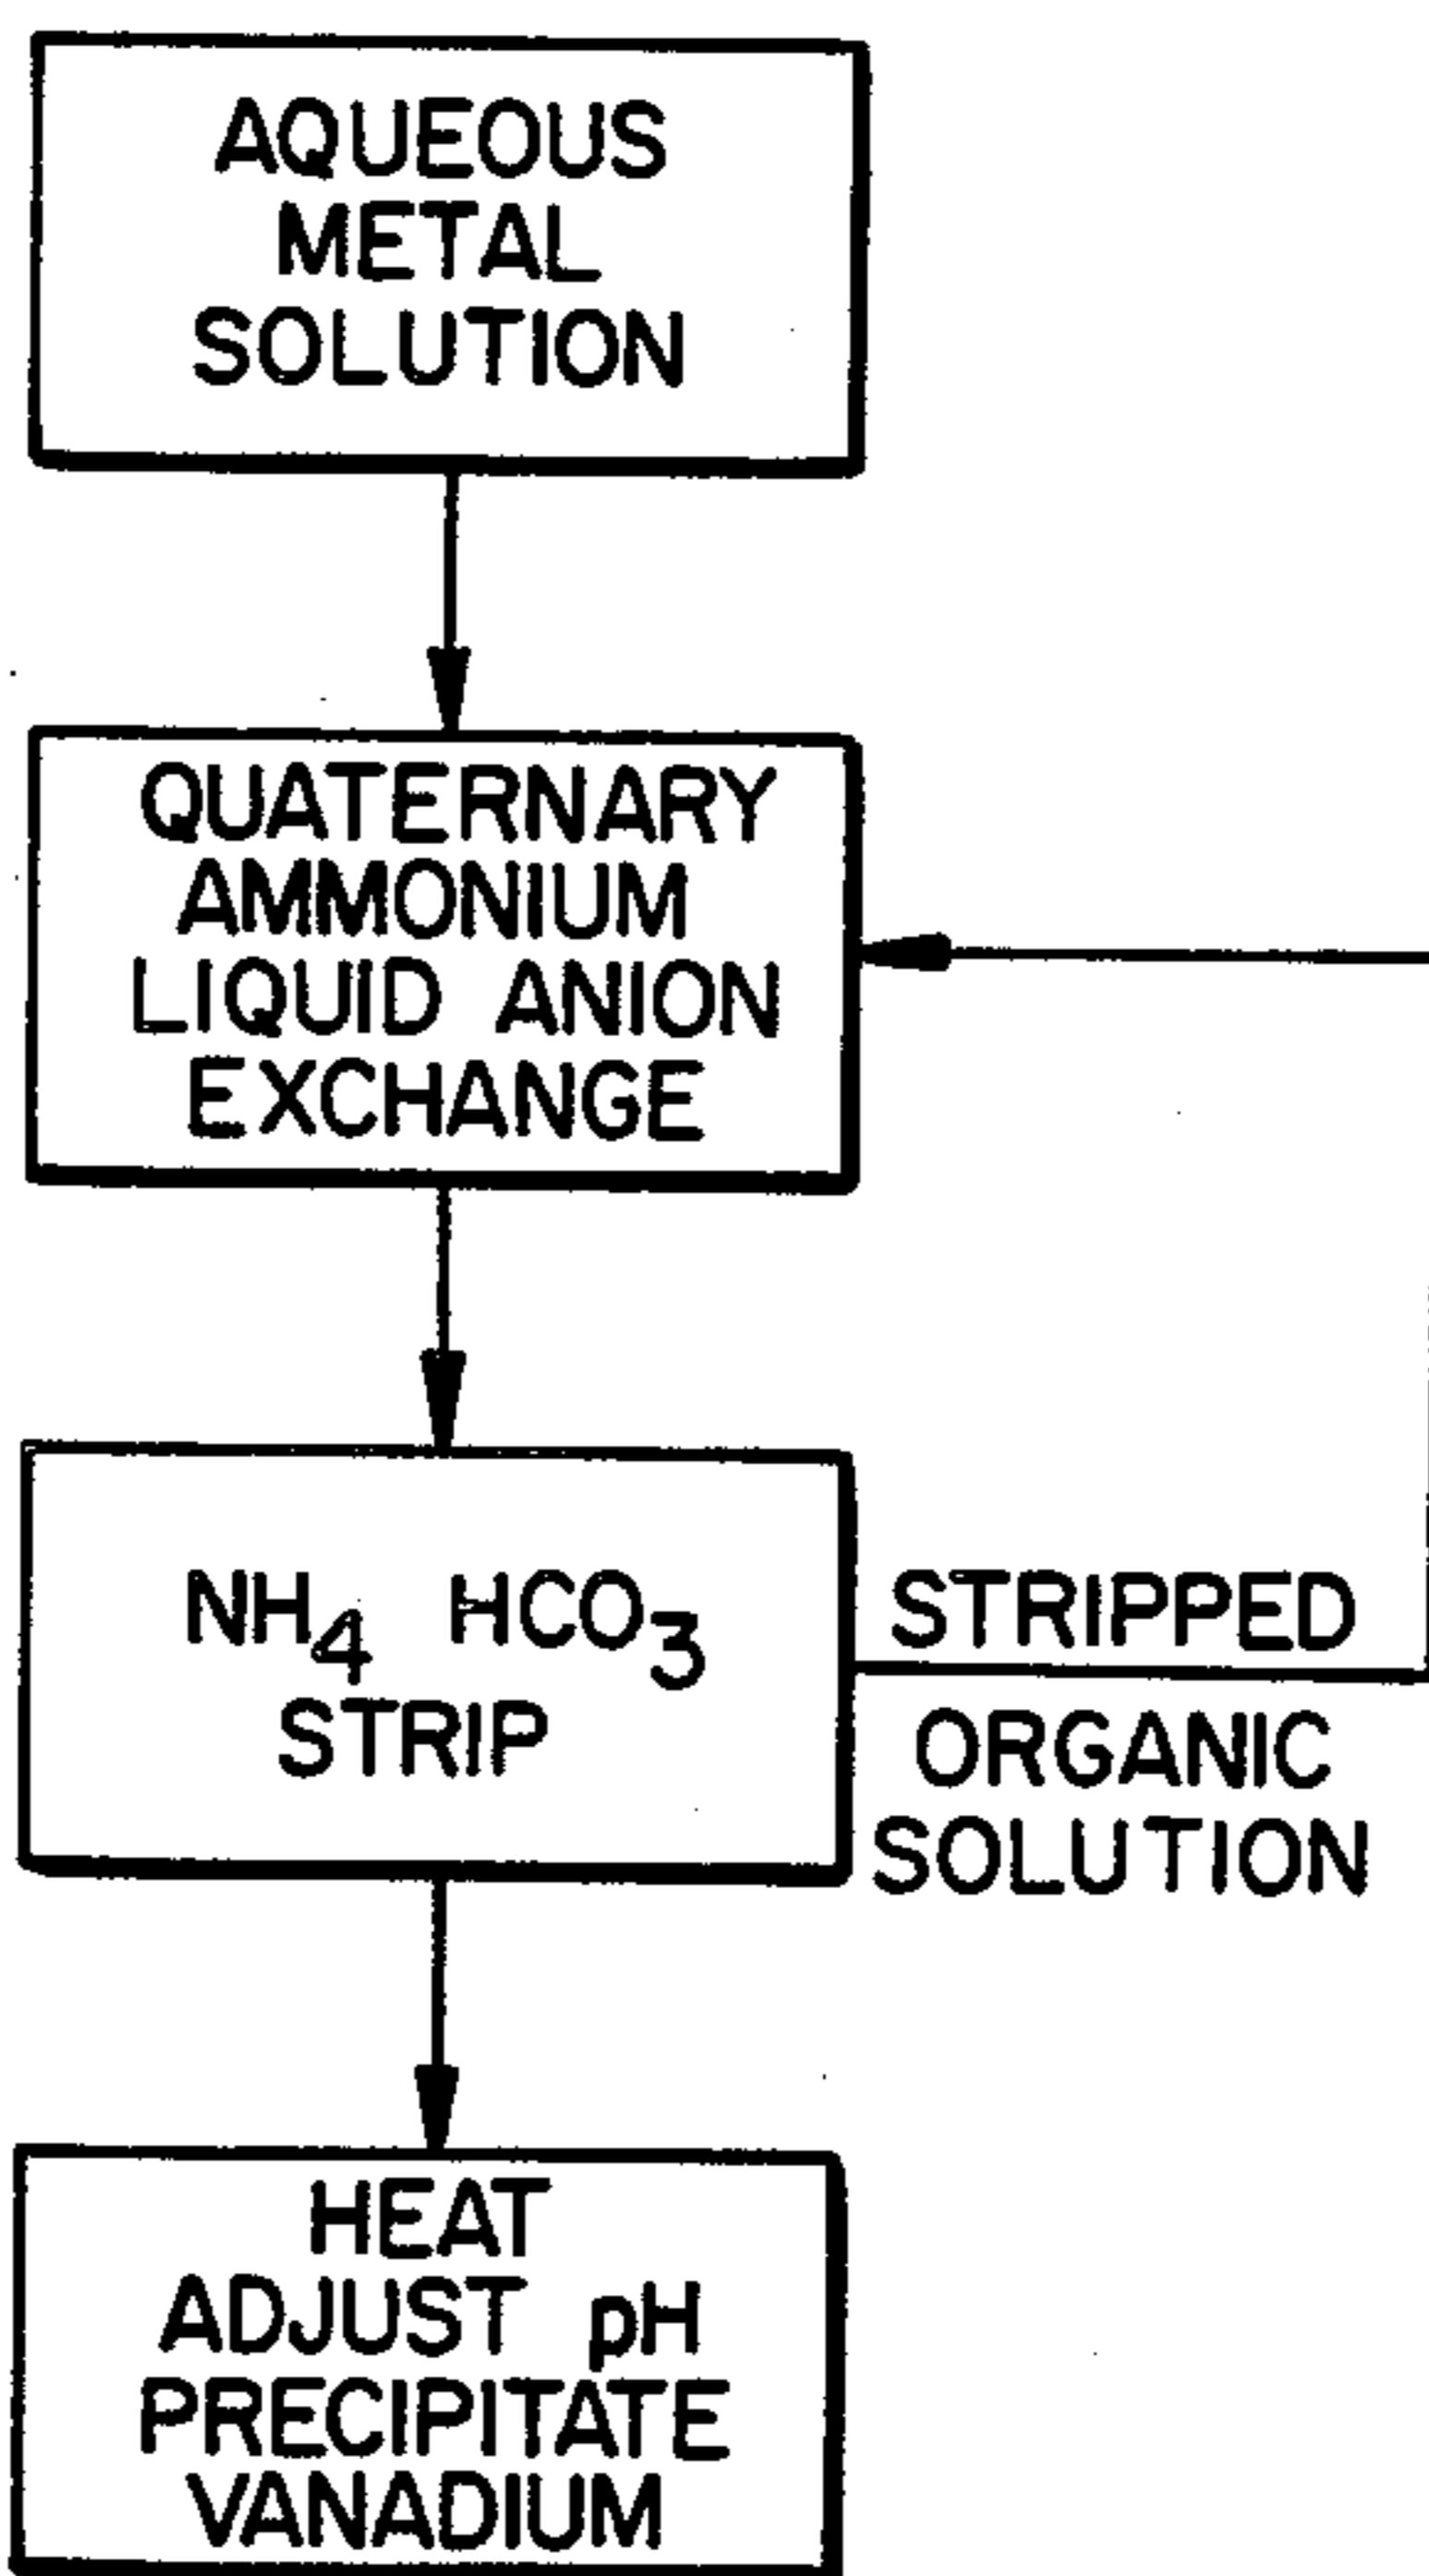 AQUEOUS
METAL
SOLUTION
QUATERNARY
AMMONIUM
LIQUID ANION
EXCHANGE
NH₄ HCO₃
STRIP
STRIPPED
ORGANIC
SOLUTION
HEAT
ADJUST pH
PRECIPITATE
VANADIUM